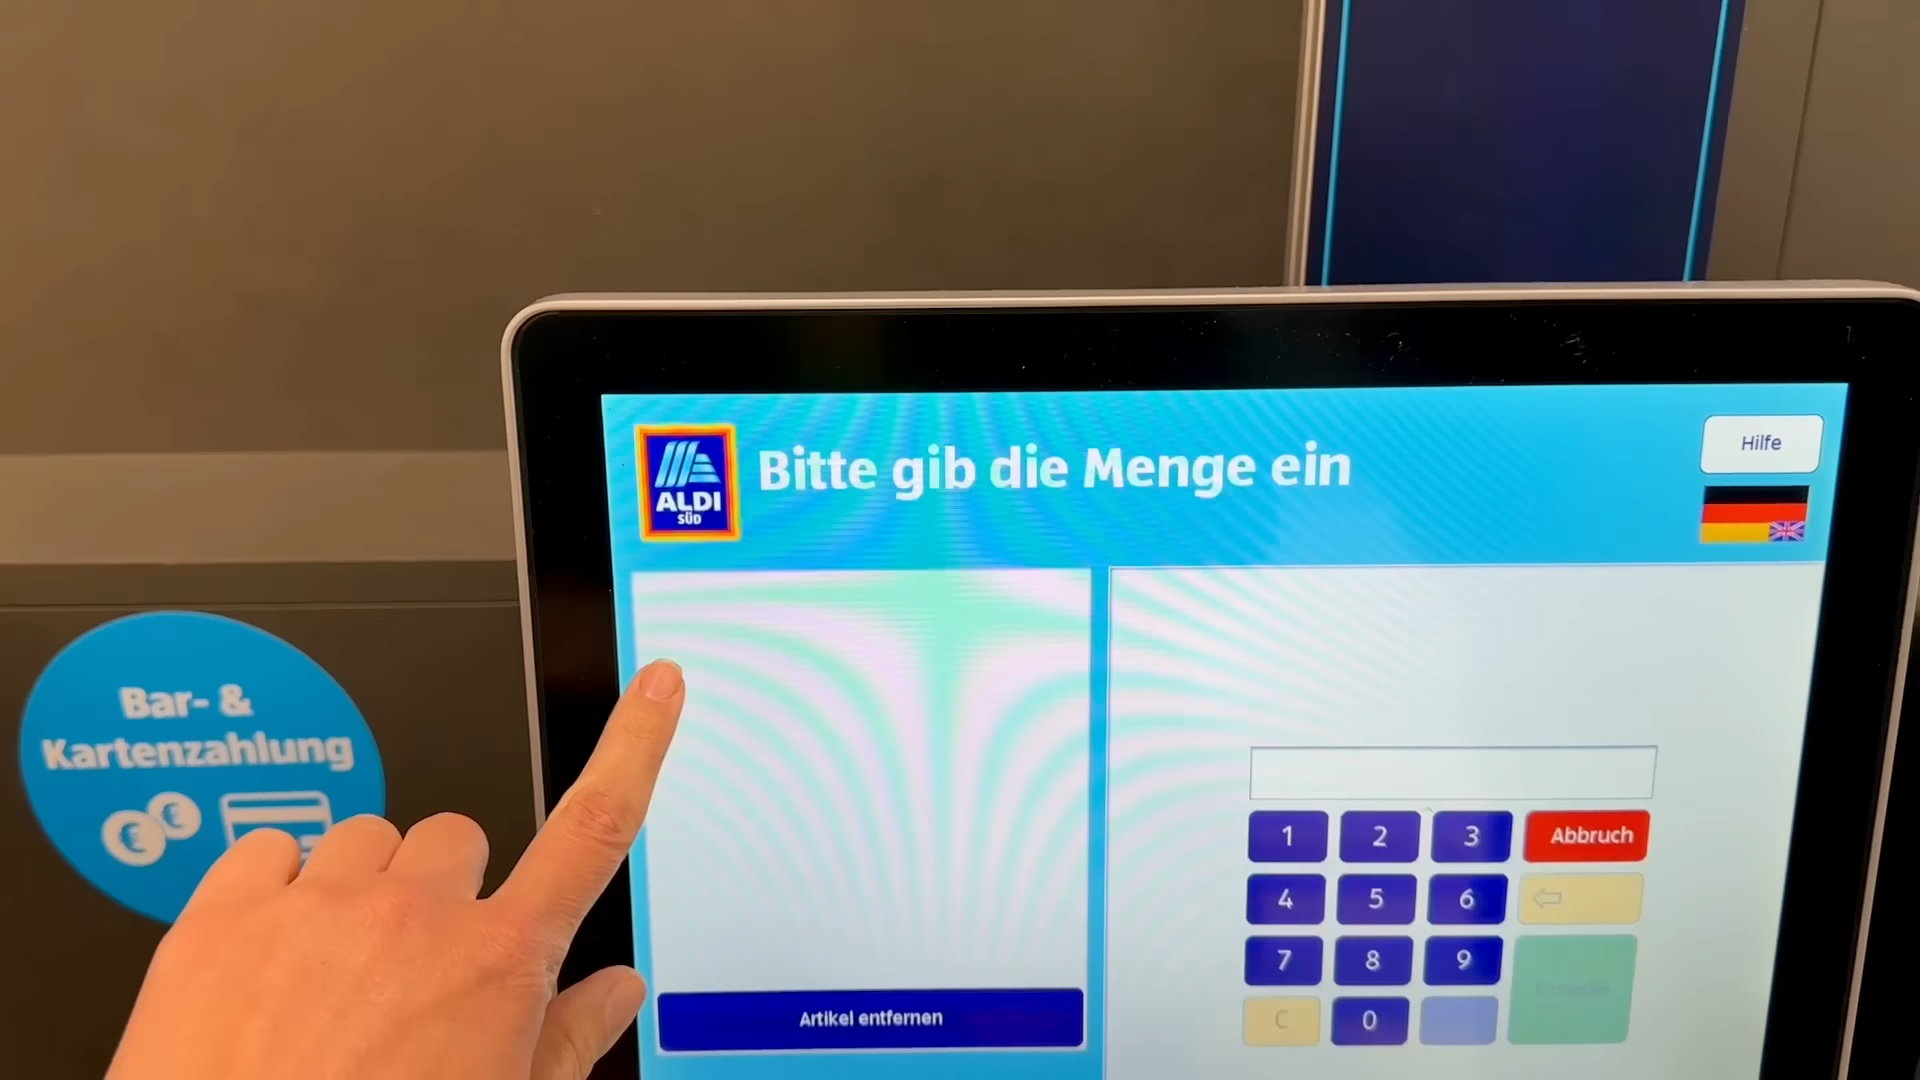 Bitte gib die Menge ein
Hilfe
ALDI
SÜD
Bar- &
Kartenzahlung
€ €
1 2 3 Abbruch
4 5 6
7 8 9
C 0
Artikel entfernen